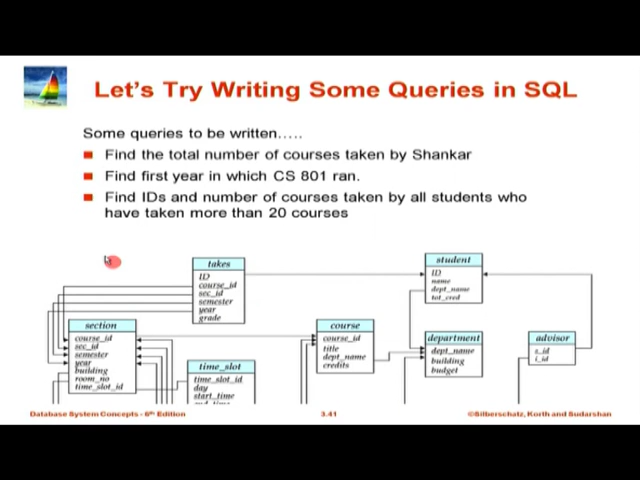 Let's Try Writing Some Queries in SQL
Some queries to be written…..
Find the total number of courses taken by Shankar
Find first year in which CS 801 ran.
Find IDs and number of courses taken by all students who
have taken more than 20 courses
takes
ID
course_id
sec_id
semester
year
grade
student
ID
name
dept_name
tot_cred
section
course_id
sec_id
semester
year
building
room_no
time_slot_id
time_slot
time_slot_id
day
start_time
course
course_id
title
dept_name
credits
department
dept_name
building
budget
advisor
s_id
i_id
Database System Concepts - 6th Edition
3.41
©Silberschatz, Korth and Sudarshan